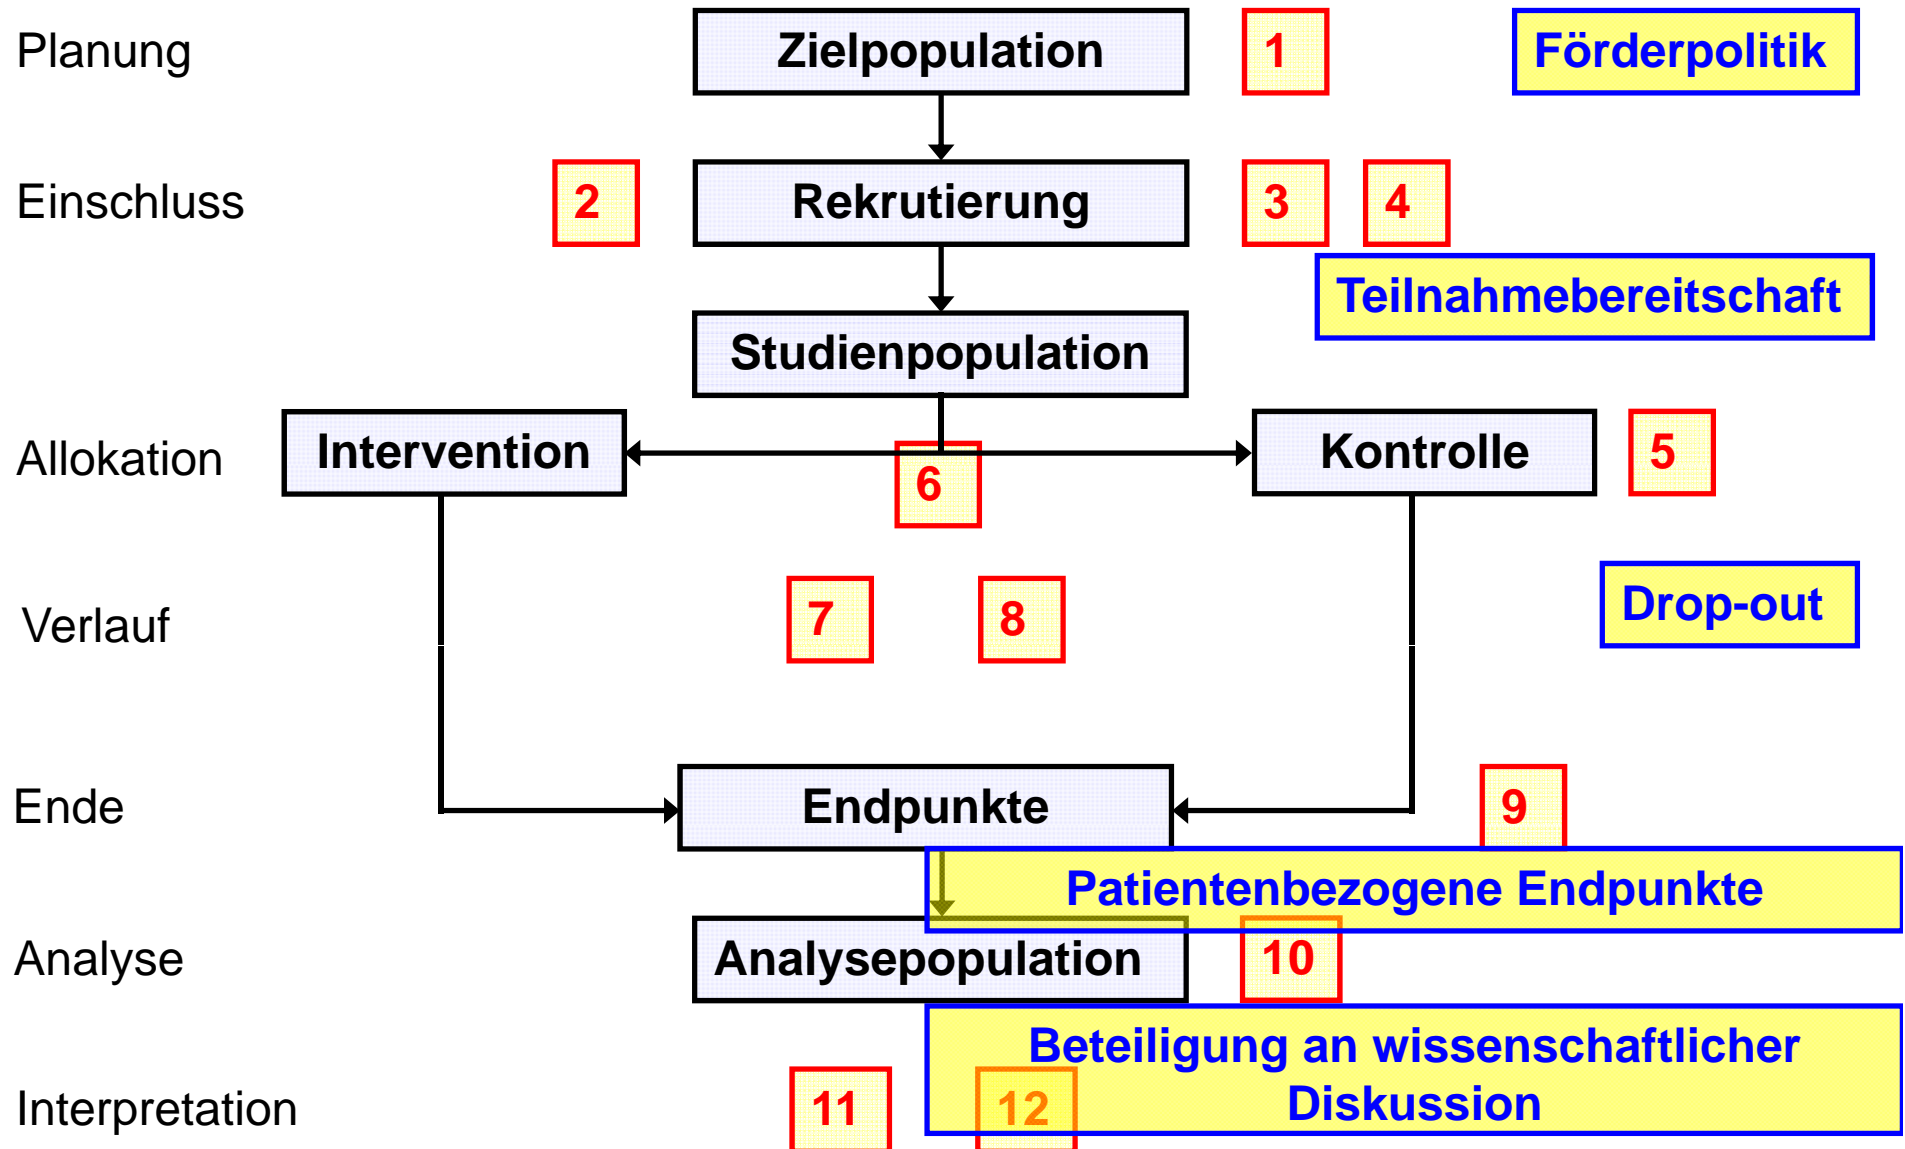 Planung
Zielpopulation
1
Förderpolitik
Einschluss
2
Rekrutierung
3
4
Teilnahmebereitschaft
Studienpopulation
Allokation
Intervention
6
Kontrolle
5
Verlauf
7
8
Drop-out
Ende
Endpunkte
9
Patientenbezogene Endpunkte
Analyse
Analysepopulation
10
Beteiligung an wissenschaftlicher
Diskussion
Interpretation
11
12